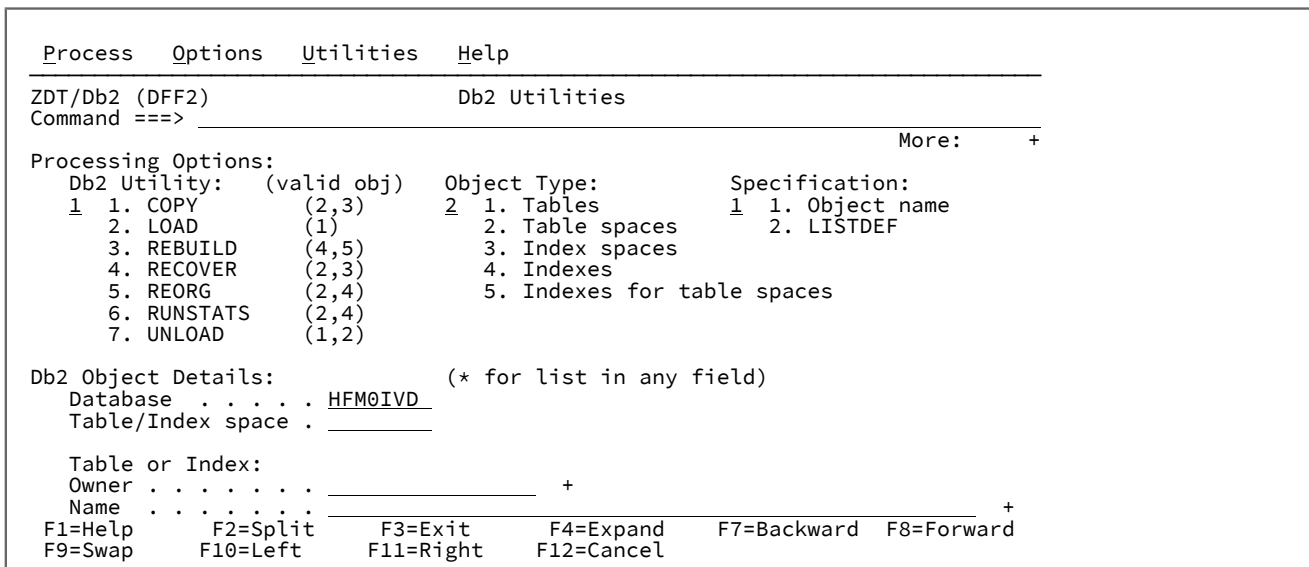 Process   Options   Utilities   Help
ZDT/Db2 (DFF2)                   Db2 Utilities
Command ===>
                                                                   More:     +
Processing Options:
   Db2 Utility:   (valid obj)   Object Type:          Specification:
   1  1. COPY        (2,3)      2  1. Tables          1  1. Object name
      2. LOAD        (1)           2. Table spaces       2. LISTDEF
      3. REBUILD     (4,5)         3. Index spaces
      4. RECOVER     (2,3)         4. Indexes
      5. REORG       (2,4)         5. Indexes for table spaces
      6. RUNSTATS    (2,4)
      7. UNLOAD      (1,2)
Db2 Object Details:             (* for list in any field)
   Database  . . . . . HFM0IVD
   Table/Index space .
   Table or Index:
   Owner . . . . . . .                   +
   Name  . . . . . . .                                                     +
 F1=Help      F2=Split     F3=Exit      F4=Expand    F7=Backward  F8=Forward
 F9=Swap     F10=Left     F11=Right    F12=Cancel